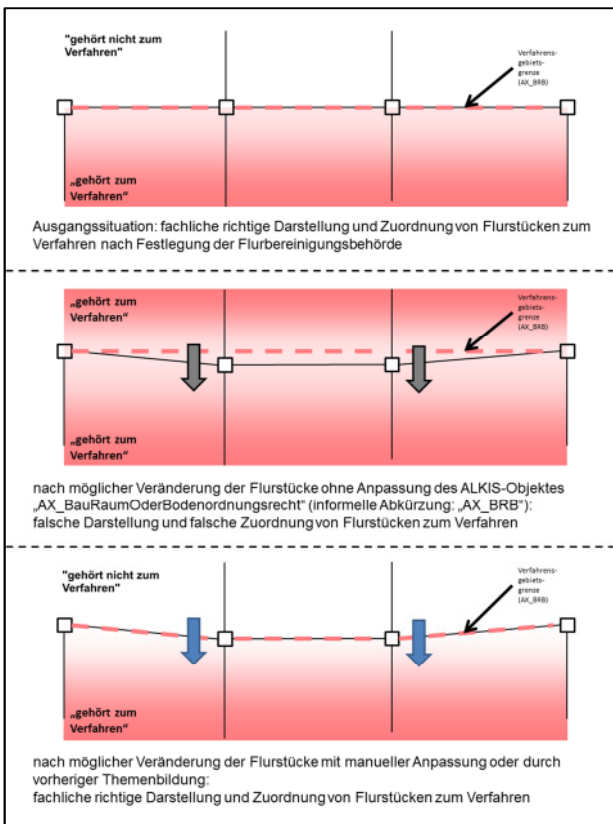 "gehört nicht zum
Verfahren"
Verfahrens-
gebiets-
grenze
(AX_BRB)
„gehört zum
Verfahren“
Ausgangssituation: fachliche richtige Darstellung und Zuordnung von Flurstücken zum
Verfahren nach Festlegung der Flurbereinigungsbehörde
„gehört zum
Verfahren“
Verfahrens-
gebiets-
grenze
(AX_BRB)
„gehört zum
Verfahren“
nach möglicher Veränderung der Flurstücke ohne Anpassung des ALKIS-Objektes
„AX_BauRaumOderBodenordnungsrecht“ (informelle Abkürzung: „AX_BRB“):
falsche Darstellung und falsche Zuordnung von Flurstücken zum Verfahren
"gehört nicht zum
Verfahren"
Verfahrens-
gebiets-
grenze
(AX_BRB)
„gehört zum
Verfahren“
nach möglicher Veränderung der Flurstücke mit manueller Anpassung oder durch
vorheriger Themenbildung:
fachliche richtige Darstellung und Zuordnung von Flurstücken zum Verfahren